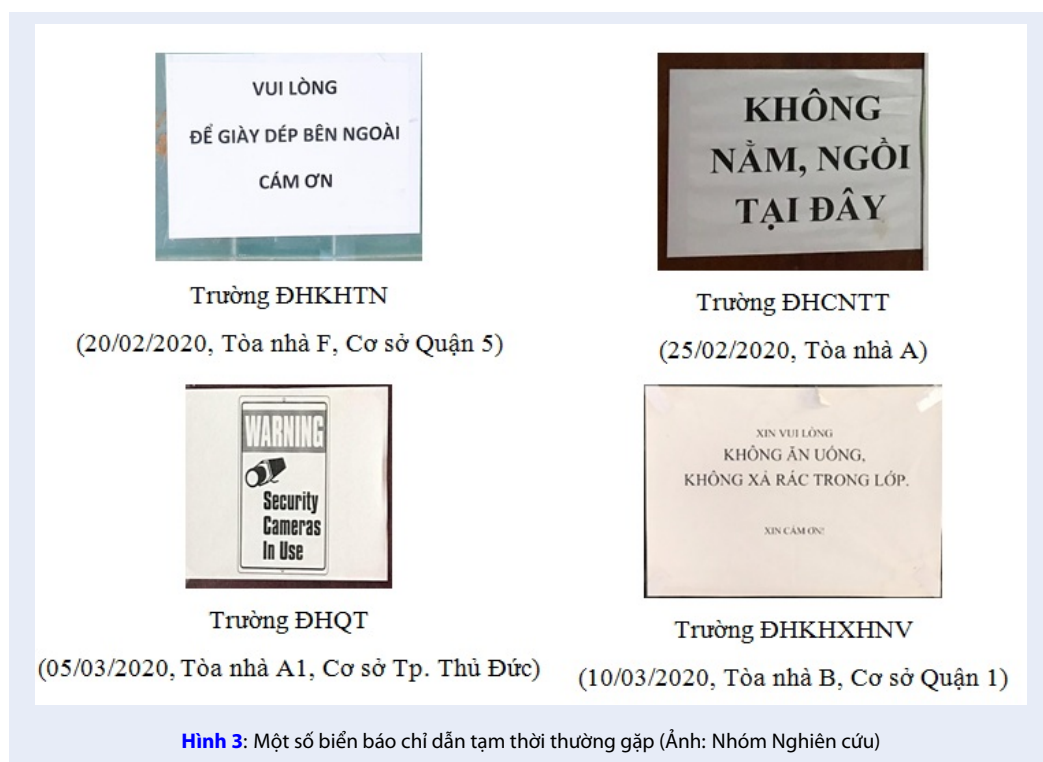 VUI LÒNG
ĐỂ GIÀY DÉP BÊN NGOÀI
CÁM ƠN
Trường ĐHKHTN
(20/02/2020, Tòa nhà F, Cơ sở Quận 5)
KHÔNG
NẰM, NGỒI
TẠI ĐÂY
Trường ĐHCNTT
(25/02/2020, Tòa nhà A)
WARNING
Security
Cameras
In Use
Trường ĐHQT
(05/03/2020, Tòa nhà A1, Cơ sở Tp. Thủ Đức)
XIN VUI LÒNG
KHÔNG ĂN UỐNG,
KHÔNG XẢ RÁC TRONG LỚP.
XIN CÁM ƠN!
Trường ĐHKHXHNV
(10/03/2020, Tòa nhà B, Cơ sở Quận 1)
Hình 3: Một số biển báo chỉ dẫn tạm thời thường gặp (Ảnh: Nhóm Nghiên cứu)